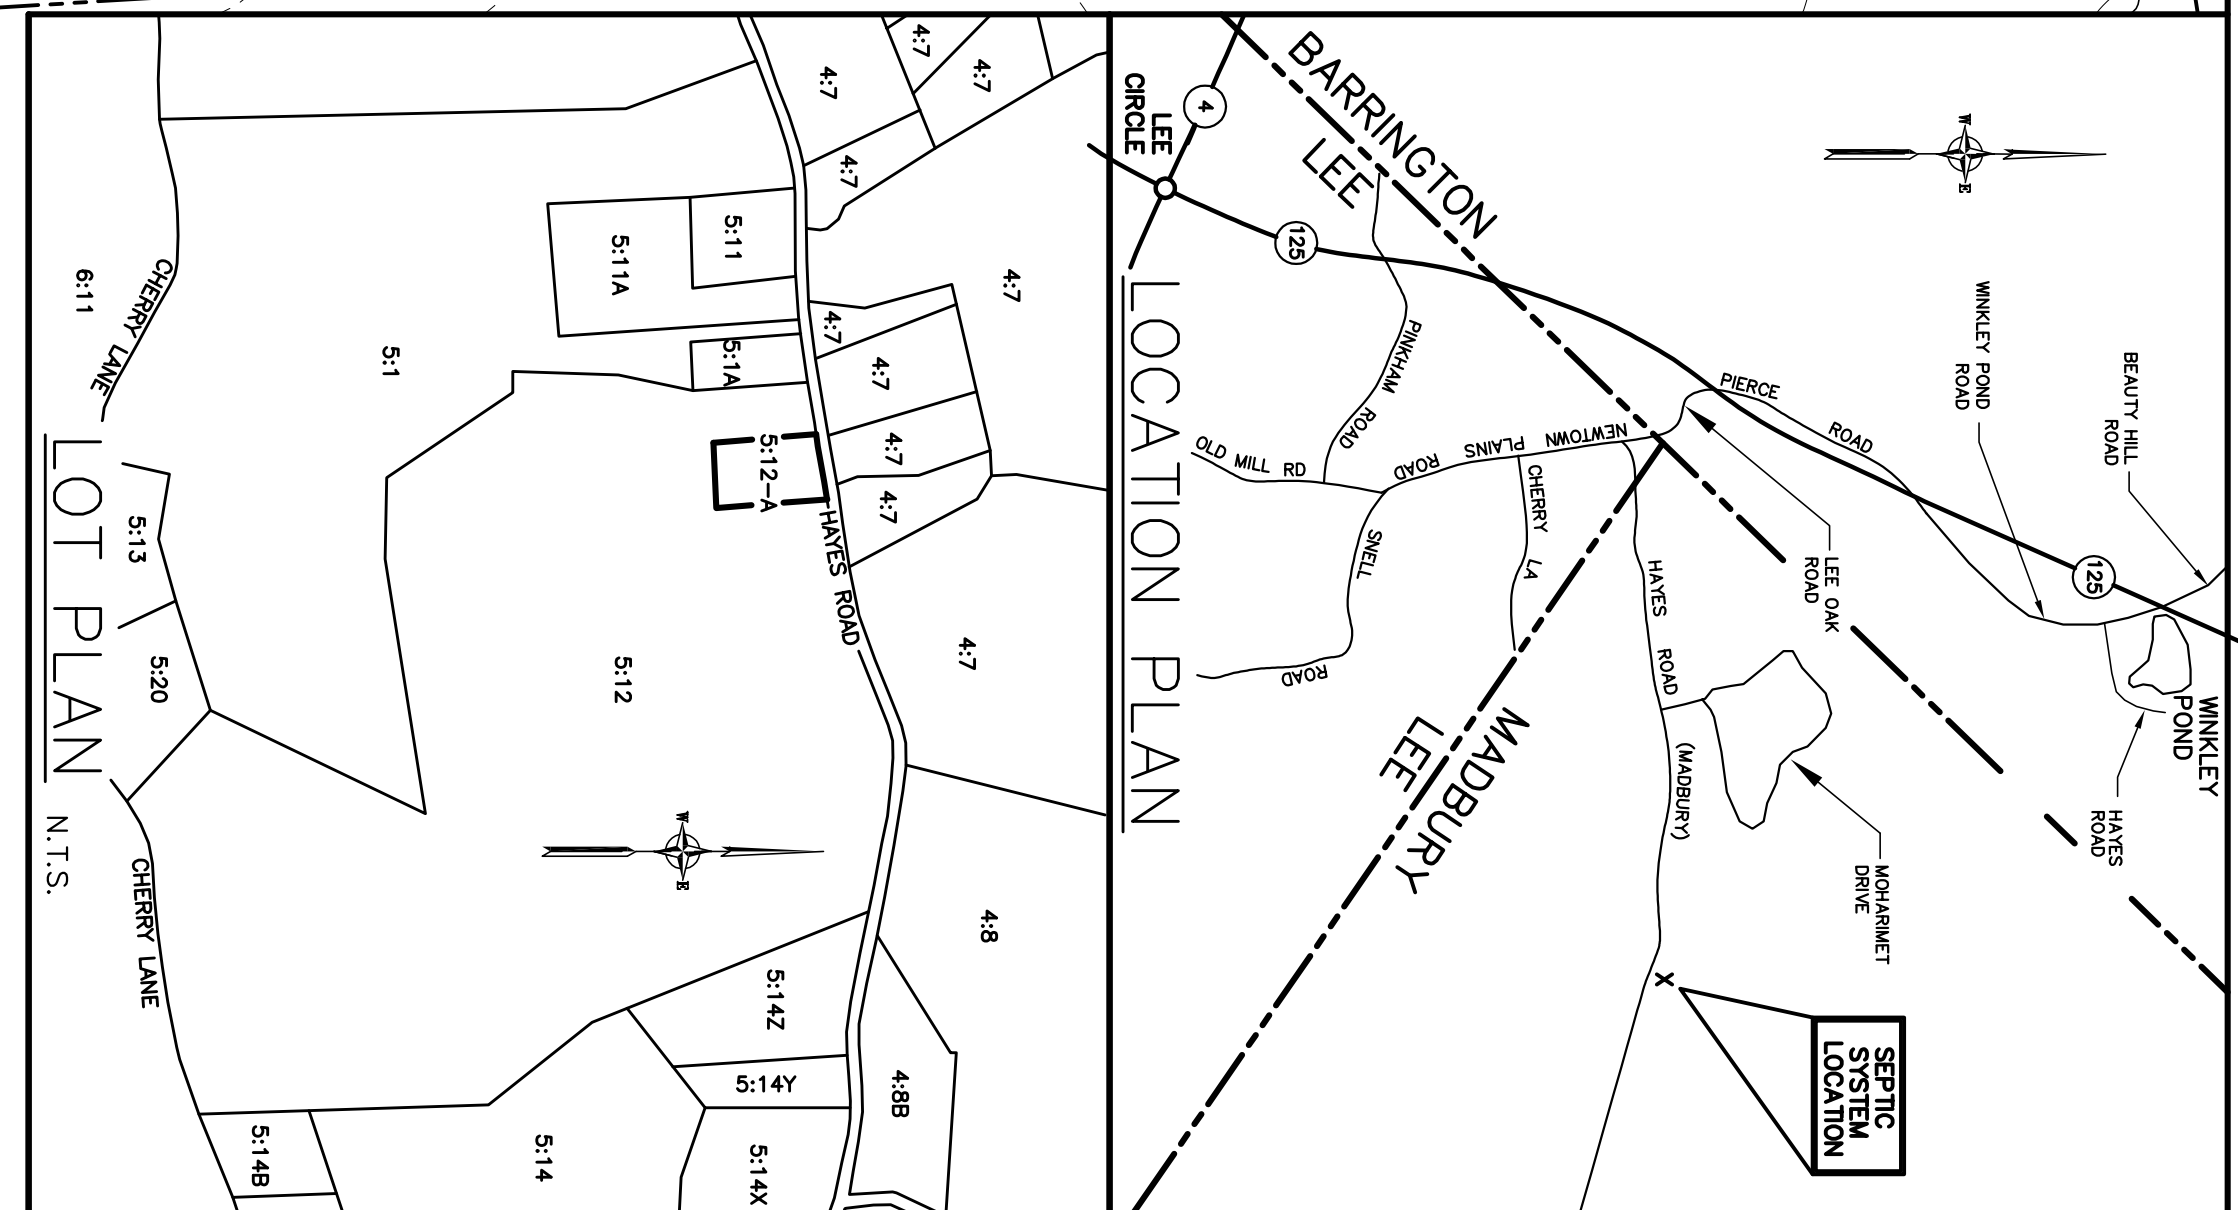 BARRINGTON
LEE
4
LEE
CIRCLE
125
PINKHAM ROAD
OLD MILL RD
PIERCE ROAD
NEWTOWN PLAINS ROAD
CHERRY LA
SNELL ROAD
HAYES ROAD (MADBURY)
LEE OAK
ROAD
WINKLEY POND
ROAD
BEAUTY HILL
ROAD
125
WINKLEY
POND
HAYES
ROAD
MOHARIMET
DRIVE
MADBURY
LEE
X
SEPTIC
SYSTEM
LOCATION
W
E
LOCATION PLAN
4:7
4:7
4:7
4:7
4:7
4:7
4:7
4:7
4:7
4:7
4:8
4:8B
5:11
5:11A
5:1A
5:1
5:12-A
HAYES ROAD
5:12
6:11
CHERRY LANE
5:13
5:20
CHERRY LANE
5:14Z
5:14Y
5:14X
5:14
5:14B
W
E
LOT PLAN N.T.S.